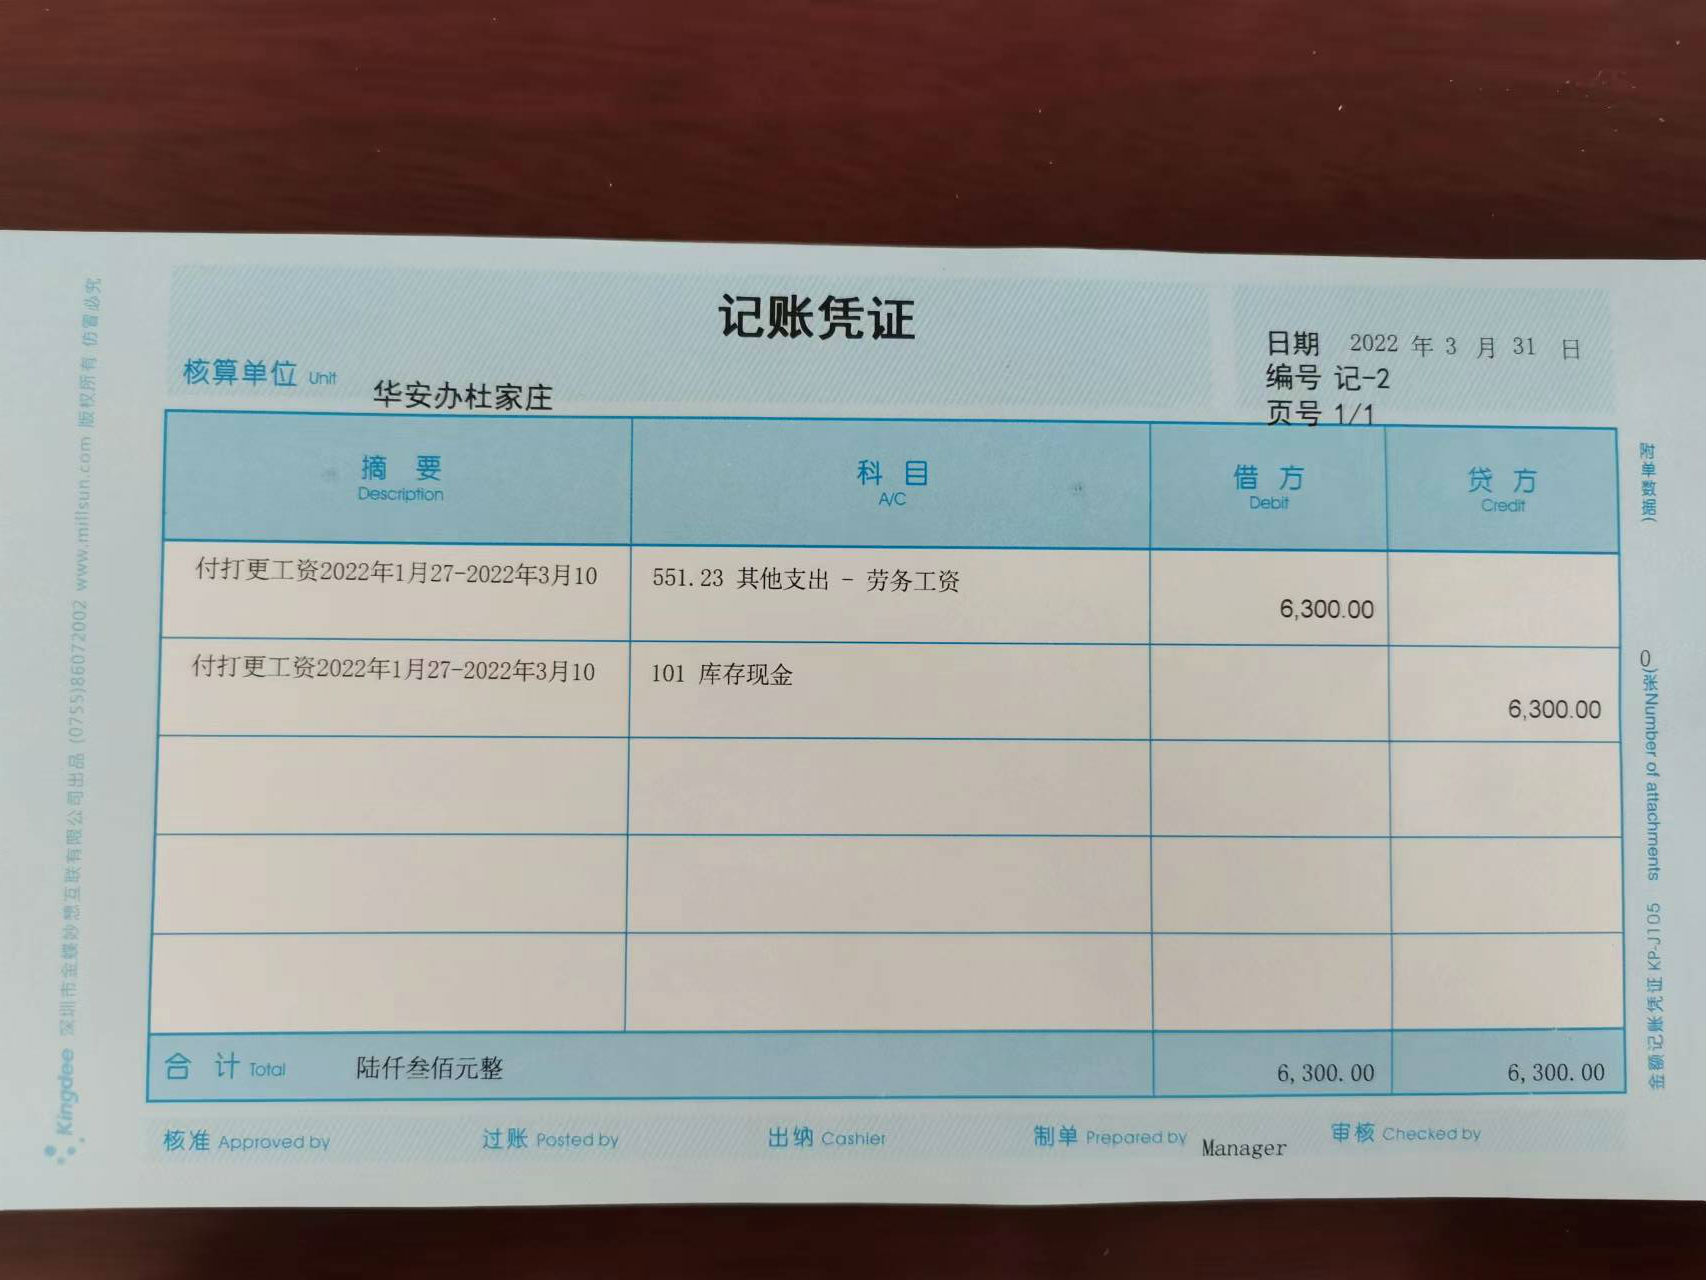 记账凭证
日期 2022 年 3 月 31 日
核算单位 Unit 华安办杜家庄
编号 记-2
页号 1/1
摘 要 科 目 借 方 贷 方
Description A/C Debit Credit
付打更工资2022年1月27-2022年3月10 551.23 其他支出 - 劳务工资 6,300.00
付打更工资2022年1月27-2022年3月10 101 库存现金 6,300.00
合 计 Total 陆仟叁佰元整 6,300.00 6,300.00
核准 Approved by 过账 Posted by 出纳 Cashier 制单 Prepared by Manager 审核 Checked by
附单数据( 0 )张Number of attachments 金额记账凭证 KP-J105
Kingdee 深圳市金蝶妙想互联有限公司出品 (0755)86072002 www.millsun.com 版权所有 仿冒必究